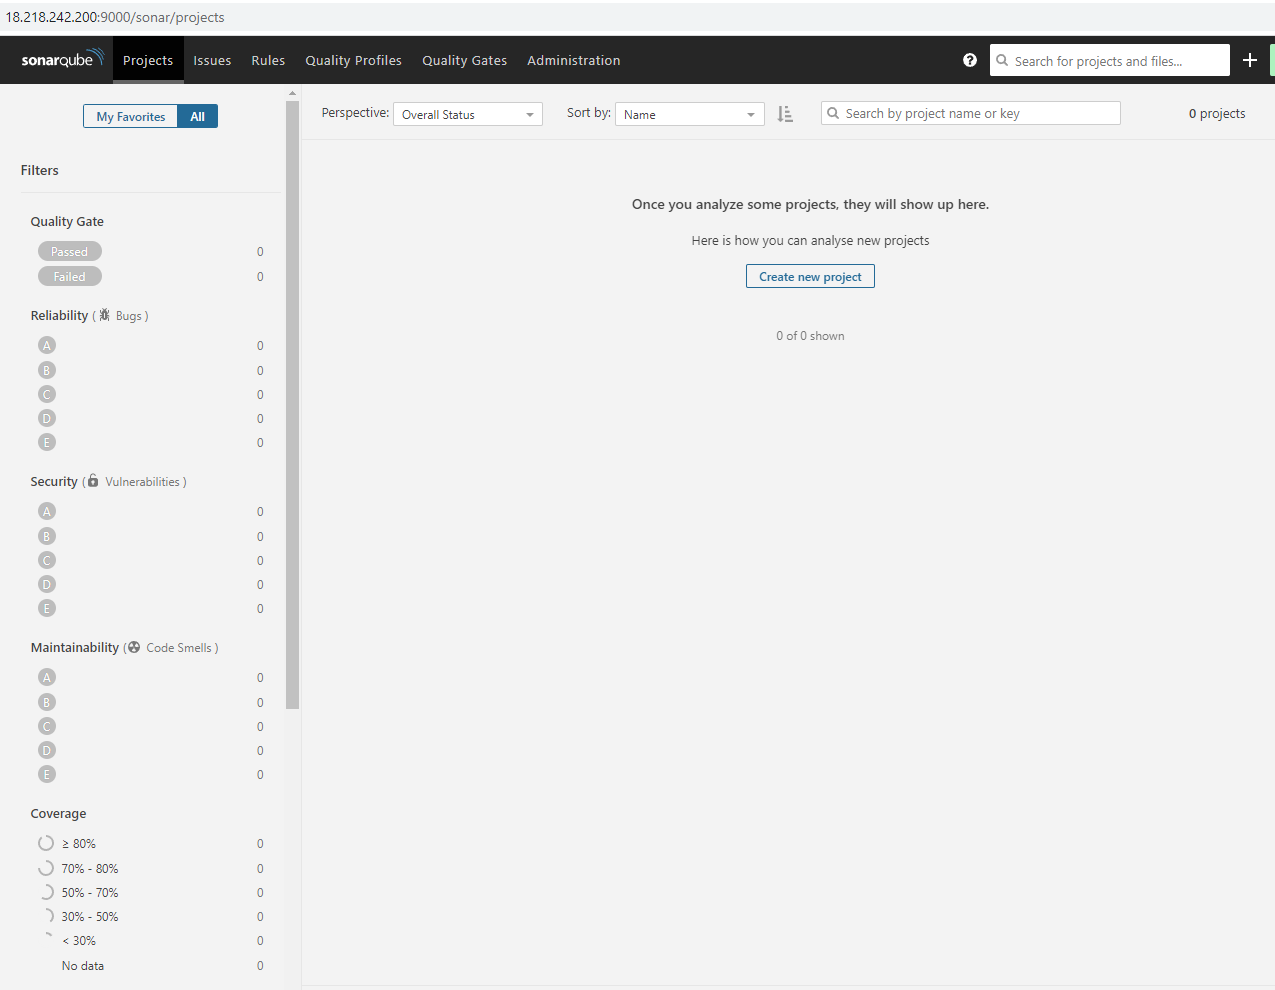 18.218.242.200:9000/sonar/projects
sonarqube Projects Issues Rules Quality Profiles Quality Gates Administration ? Search for projects and files... +
My Favorites All
Perspective: Overall Status Sort by: Name Search by project name or key 0 projects
Filters
Once you analyze some projects, they will show up here.
Here is how you can analyse new projects
Create new project
0 of 0 shown
Quality Gate
Passed 0
Failed 0
Reliability ( Bugs )
A 0
B 0
C 0
D 0
E 0
Security ( Vulnerabilities )
A 0
B 0
C 0
D 0
E 0
Maintainability ( Code Smells )
A 0
B 0
C 0
D 0
E 0
Coverage
≥ 80% 0
70% - 80% 0
50% - 70% 0
30% - 50% 0
< 30% 0
No data 0